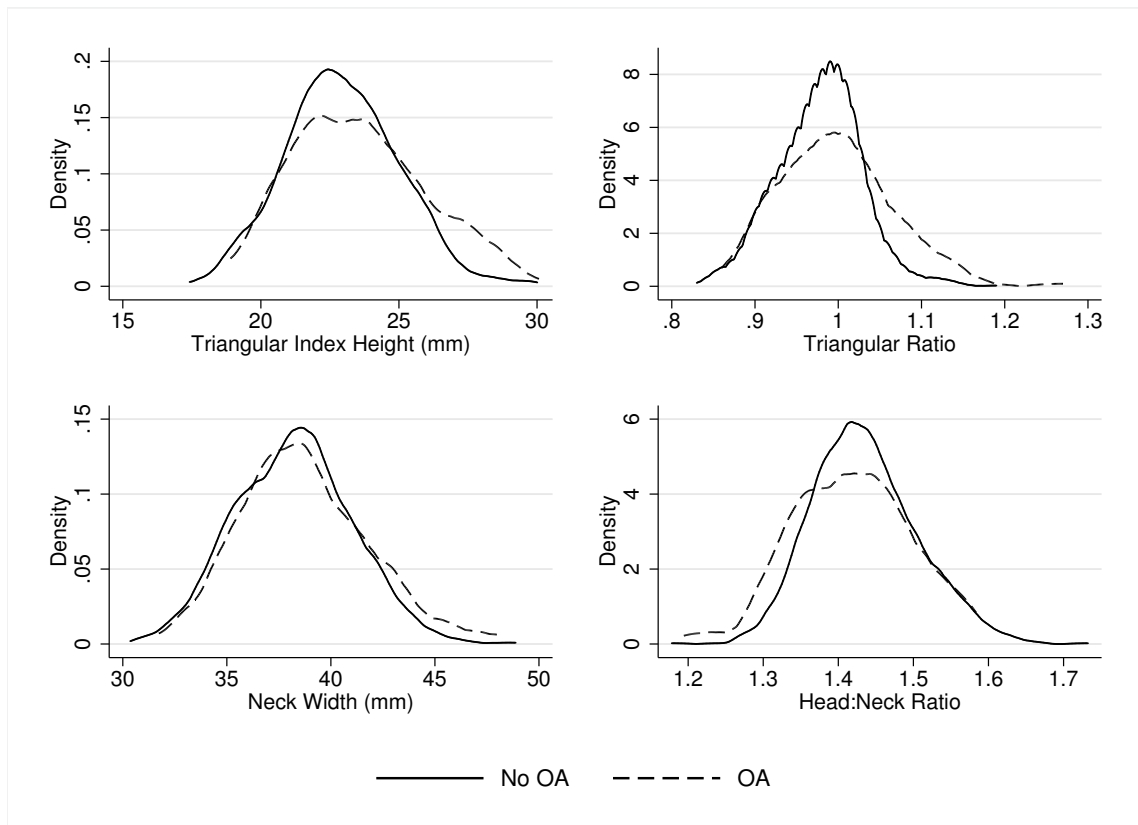 0 .05 .1 .15 .2
Density
15 20 25 30
Triangular Index Height (mm)
0 2 4 6 8
Density
.8 .9 1 1.1 1.2 1.3
Triangular Ratio
0 .05 .1 .15
Density
30 35 40 45 50
Neck Width (mm)
0 2 4 6
Density
1.2 1.3 1.4 1.5 1.6 1.7
Head:Neck Ratio
No OA OA